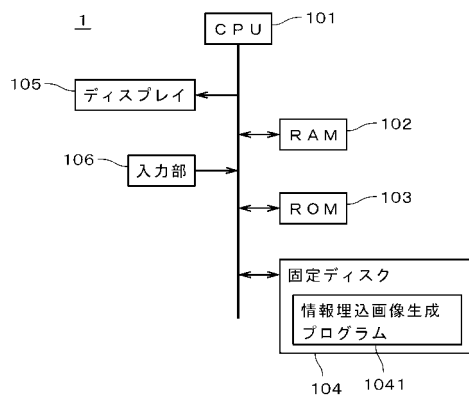 1
101
CPU
105
ディスプレイ
102
RAM
106
入力部
103
ROM
固定ディスク
情報埋込画像生成
プログラム
104
1041